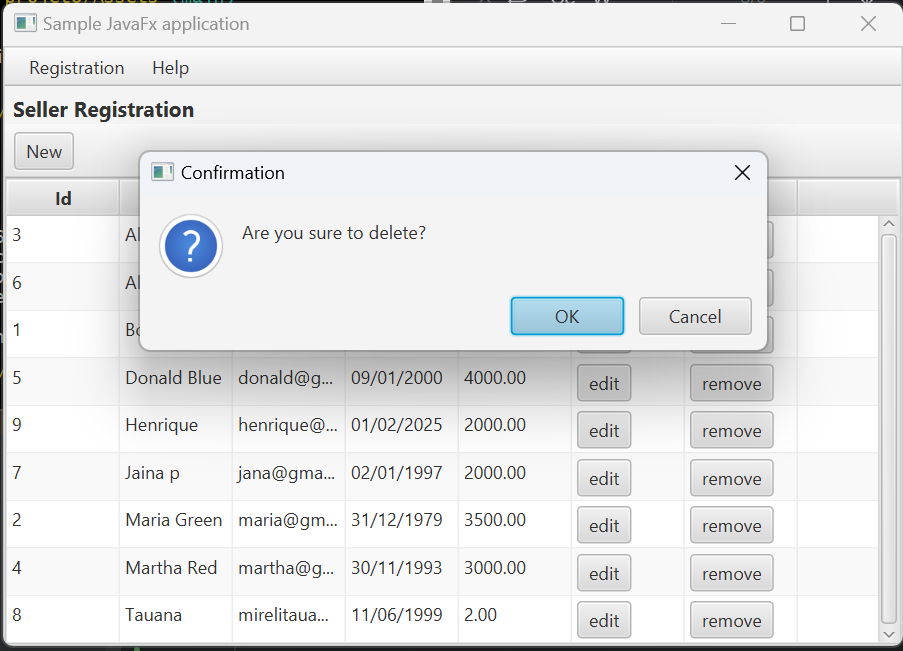 Sample JavaFx application
Registration Help
Seller Registration
New
Confirmation
Are you sure to delete?
OK Cancel
Id
3
6
1
5 Donald Blue donald@g... 09/01/2000 4000.00 edit remove
9 Henrique henrique@... 01/02/2025 2000.00 edit remove
7 Jaina p jana@gma... 02/01/1997 2000.00 edit remove
2 Maria Green maria@gm... 31/12/1979 3500.00 edit remove
4 Martha Red martha@g... 30/11/1993 3000.00 edit remove
8 Tauana mirelitaua... 11/06/1999 2.00 edit remove